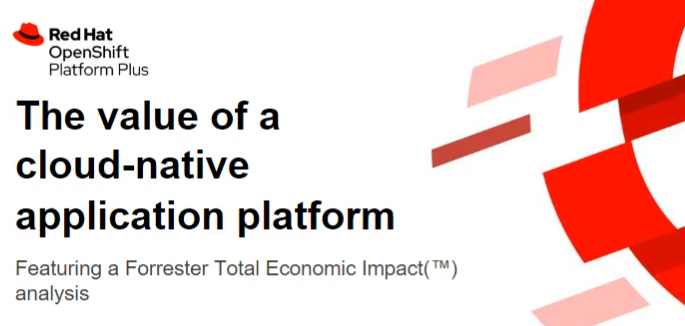 Red Hat
OpenShift
Platform Plus
The value of a
cloud-native
application platform
Featuring a Forrester Total Economic Impact(™)
analysis